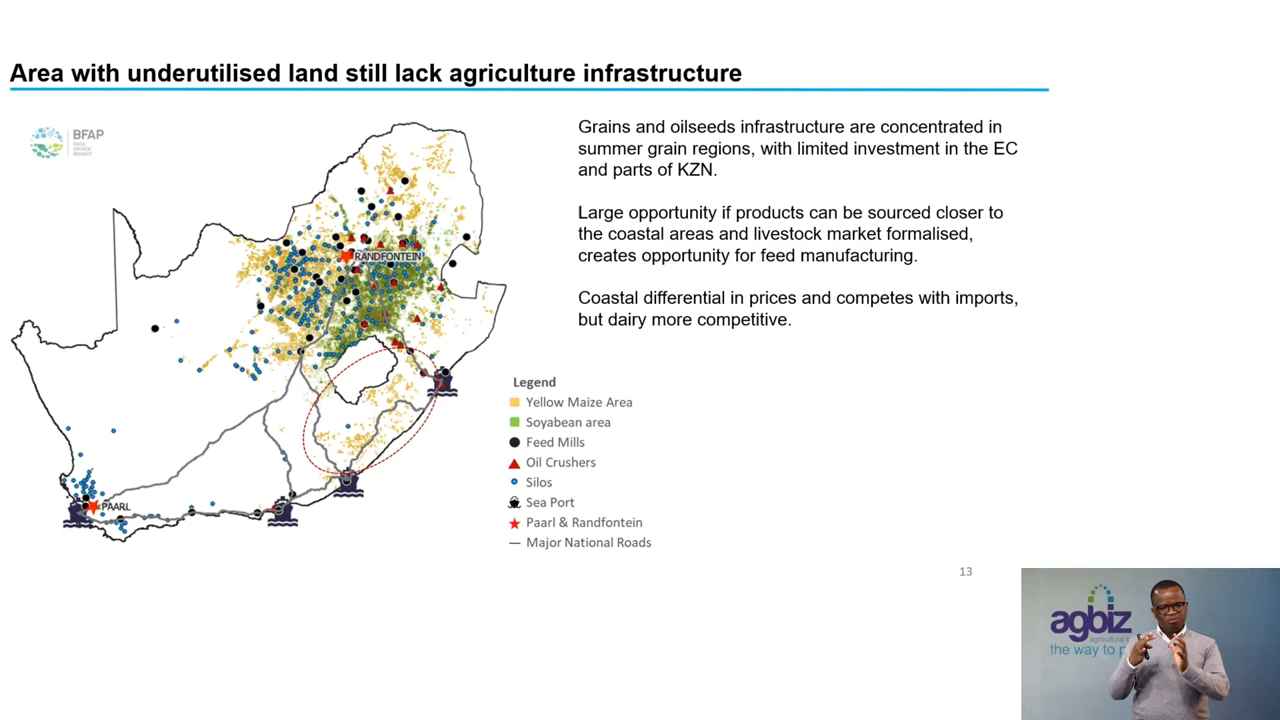 Area with underutilised land still lack agriculture infrastructure
BFAP
DATA
DRIVEN
INSIGHT
RANDFONTEIN
PAARL
Grains and oilseeds infrastructure are concentrated in
summer grain regions, with limited investment in the EC
and parts of KZN.
Large opportunity if products can be sourced closer to
the coastal areas and livestock market formalised,
creates opportunity for feed manufacturing.
Coastal differential in prices and competes with imports,
but dairy more competitive.
Legend
Yellow Maize Area
Soyabean area
Feed Mills
Oil Crushers
Silos
Sea Port
Paarl & Randfontein
Major National Roads
13
agbiz
agricultural
the way to